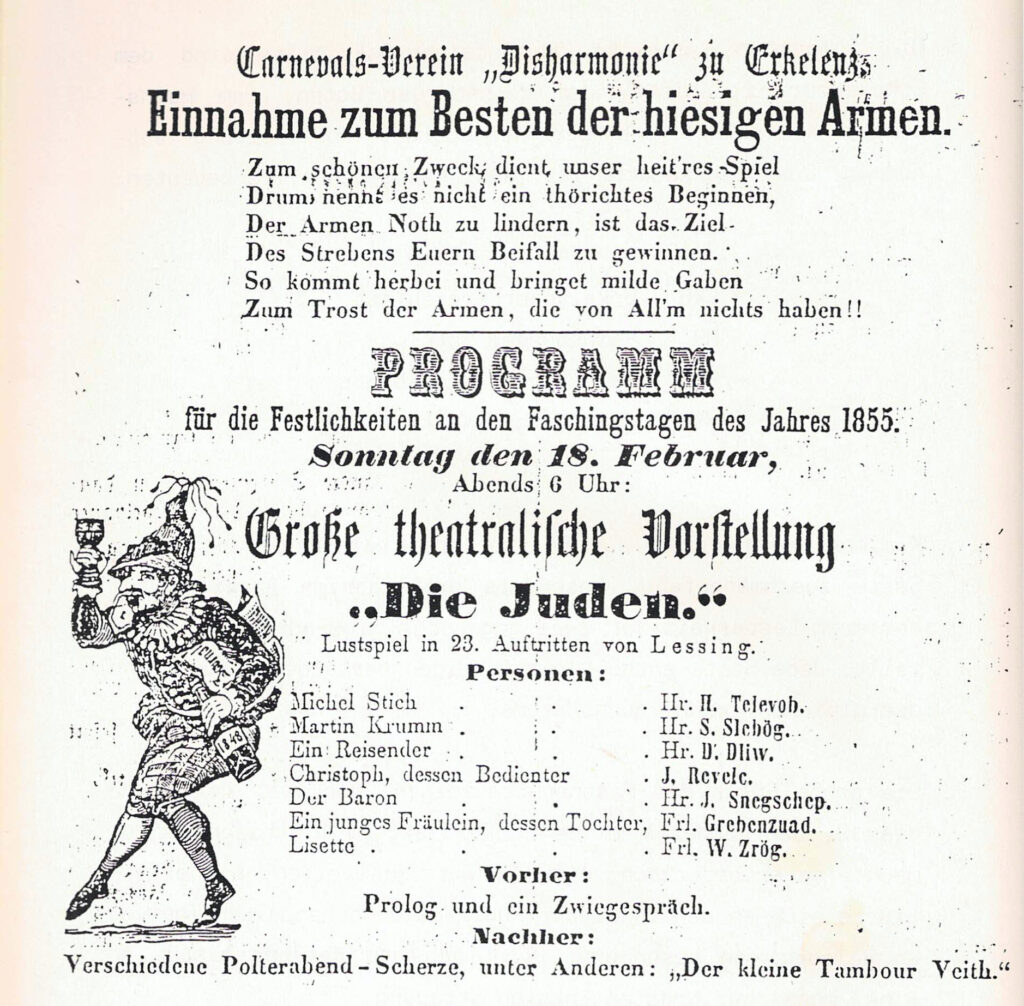 Carnevals-Verein „Disharmonie“ zu Erkelenz.
Einnahme zum Besten der hiesigen Armen.
Zum schönen Zweck dient unser heit'res Spiel
Drum nennt es nicht ein thörichtes Beginnen,
Der Armen Noth zu lindern, ist das Ziel
Des Strebens Euern Beifall zu gewinnen.
So kommt herbei und bringet milde Gaben
Zum Trost der Armen, die von All'm nichts haben!!
PROGRAMM
für die Festlichkeiten an den Faschingstagen des Jahres 1855.
Sonntag den 18. Februar,
Abends 6 Uhr:
Große theatralische Vorstellung
„Die Juden.“
Lustspiel in 23. Auftritten von Lessing.
Personen:
Michel Stich . . . Hr. H. Televob.
Martin Krumm . . . Hr. S. Slebög.
Ein Reisender . . . Hr. D. Dliw.
Christoph, dessen Bedienter . J. Revele.
Der Baron . . . Hr. J. Snegschep.
Ein junges Fräulein, dessen Tochter, Frl. Grebenzuad.
Lisette . . . . Frl. W. Zrög.
1848
Vorher:
Prolog und ein Zwiegespräch.
Nachher:
Verschiedene Polterabend-Scherze, unter Anderen: „Der kleine Tambour Veith.“